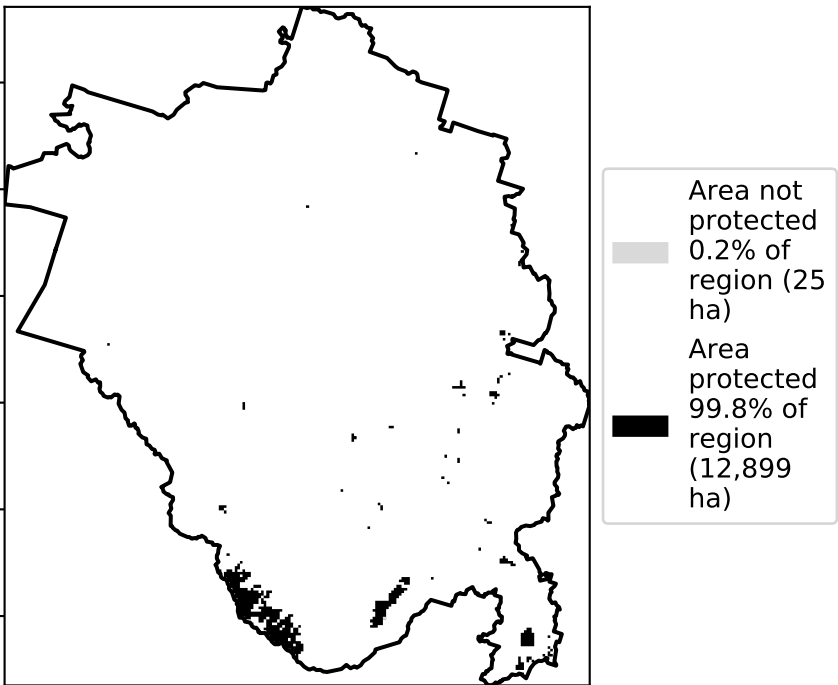 Area not
protected
0.2% of
region (25
ha)
Area
protected
99.8% of
region
(12,899
ha)